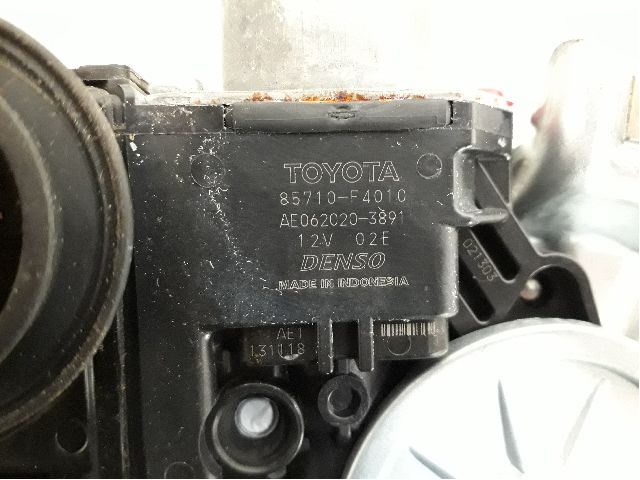 TOYOTA
85710-F4010
AE062020-3891
12V 02E
DENSO
MADE IN INDONESIA
021303
AE1
131118